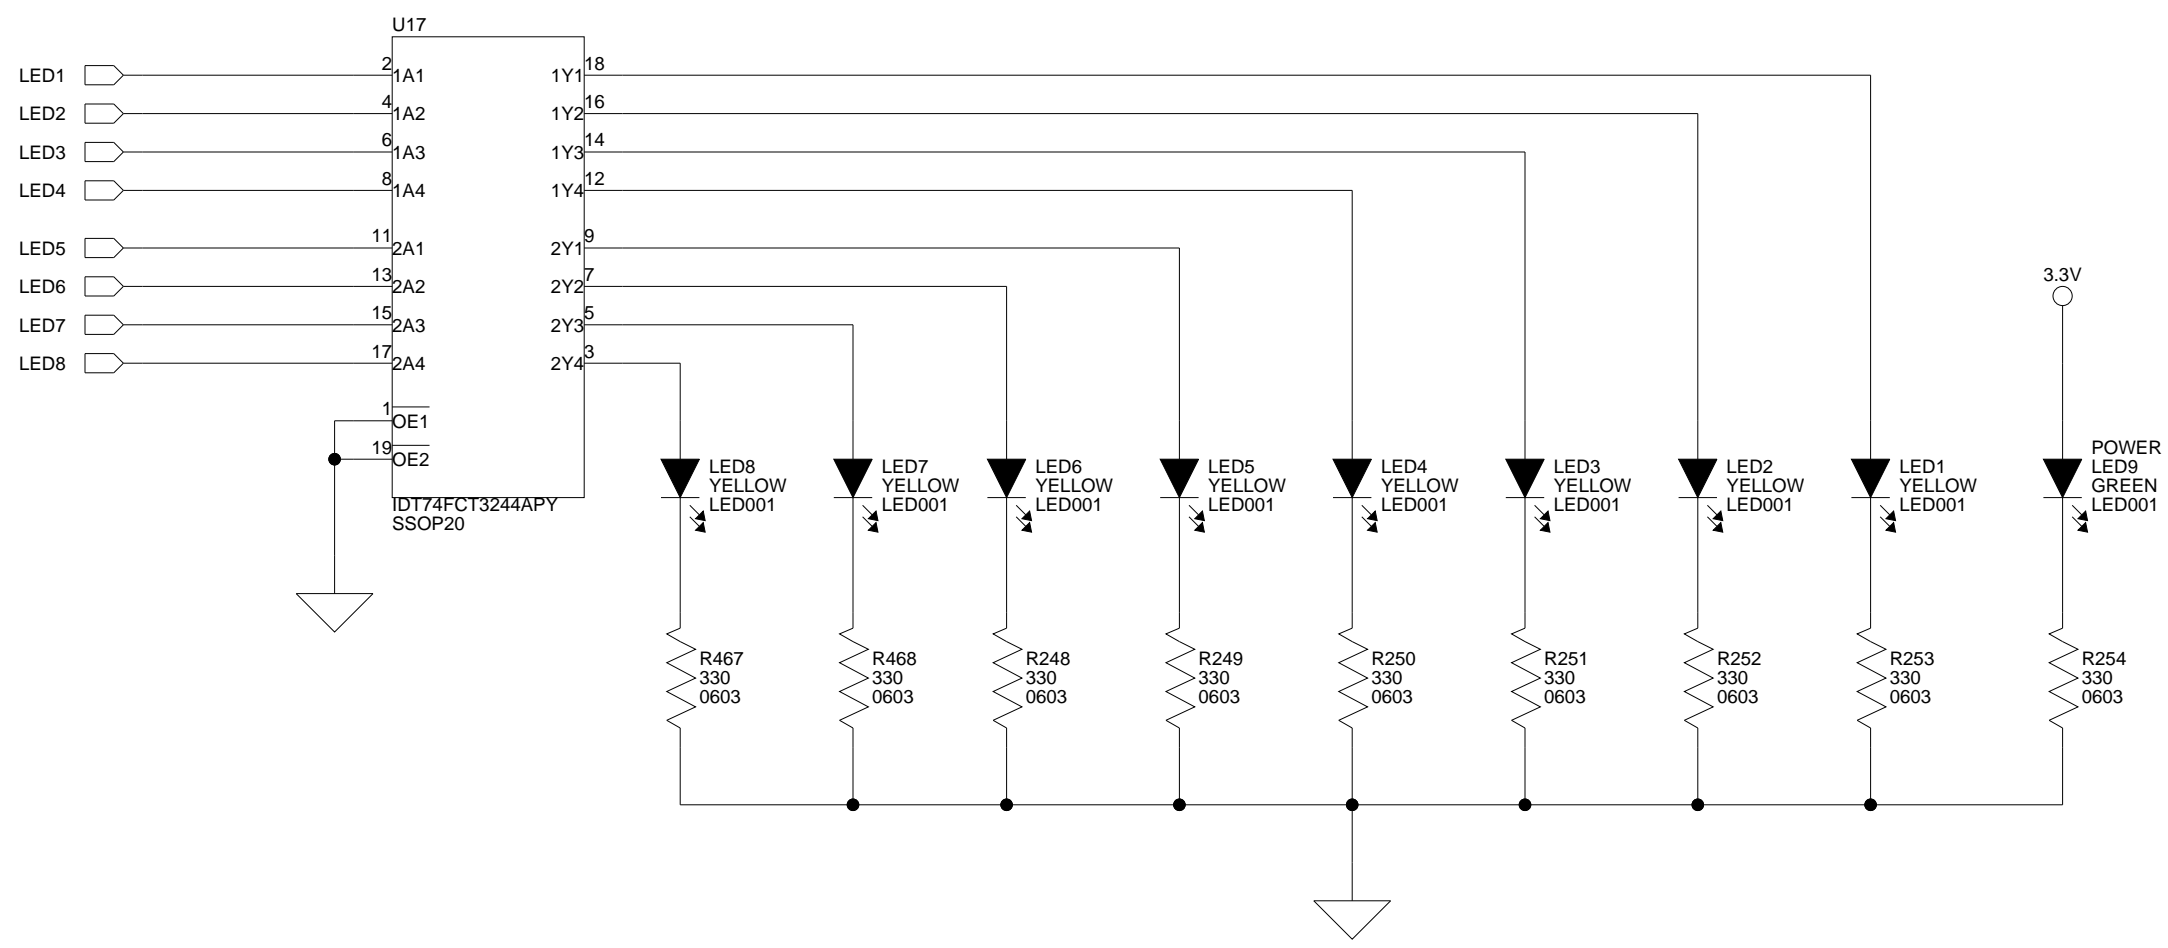 U17
LED1
LED2
LED3
LED4
LED5
LED6
LED7
LED8
2
1A1
4
1A2
6
1A3
8
1A4
11
2A1
13
2A2
15
2A3
17
2A4
1
OE1
19
OE2
18
1Y1
16
1Y2
14
1Y3
12
1Y4
9
2Y1
7
2Y2
5
2Y3
3
2Y4
IDT74FCT3244APY
SSOP20
3.3V
LED8
YELLOW
LED001
LED7
YELLOW
LED001
LED6
YELLOW
LED001
LED5
YELLOW
LED001
LED4
YELLOW
LED001
LED3
YELLOW
LED001
LED2
YELLOW
LED001
LED1
YELLOW
LED001
POWER
LED9
GREEN
LED001
R467
330
0603
R468
330
0603
R248
330
0603
R249
330
0603
R250
330
0603
R251
330
0603
R252
330
0603
R253
330
0603
R254
330
0603